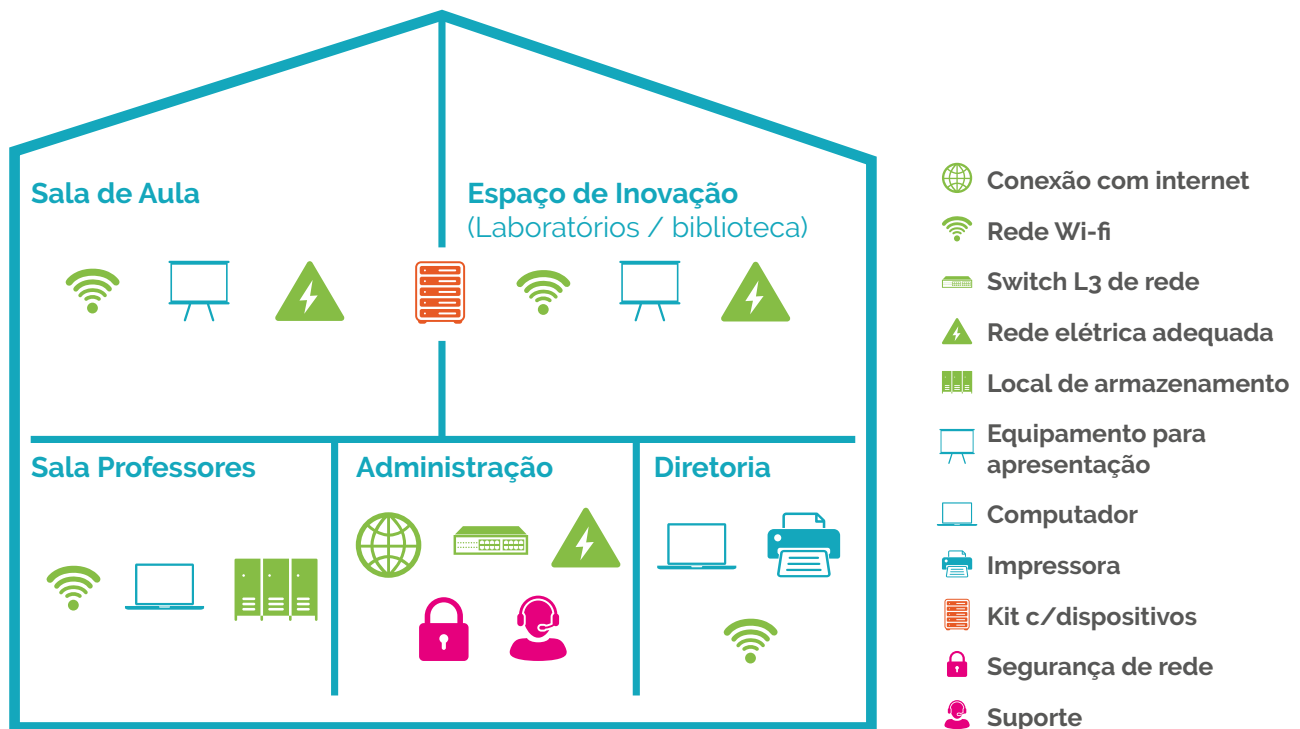 Sala de Aula
Espaço de Inovação
(Laboratórios / biblioteca)
Sala Professores
Administração
Diretoria
Conexão com internet
Rede Wi-fi
Switch L3 de rede
Rede elétrica adequada
Local de armazenamento
Equipamento para
apresentação
Computador
Impressora
Kit c/dispositivos
Segurança de rede
Suporte